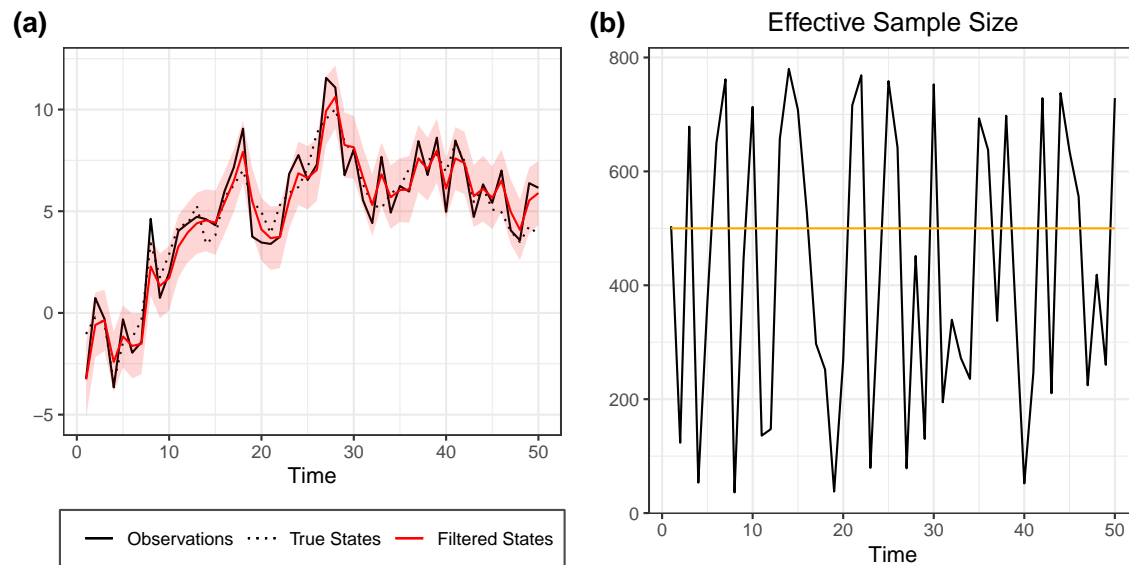 (a)
10
5
0
−5
0 10 20 30 40 50
Time
Observations True States Filtered States
(b)
Effective Sample Size
800
600
400
200
0
0 10 20 30 40 50
Time